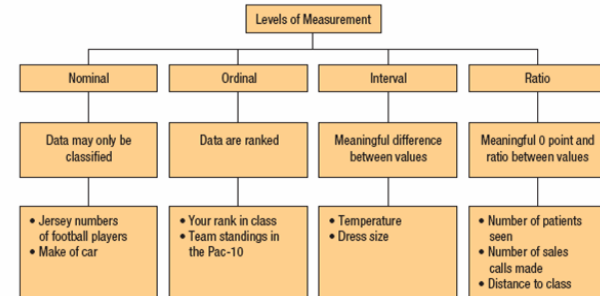 Levels of Measurement
Nominal
Ordinal
Interval
Ratio
Data may only be
classified
Data are ranked
Meaningful difference
between values
Meaningful 0 point and
ratio between values
• Jersey numbers
of football players
• Make of car
• Your rank in class
• Team standings in
the Pac-10
• Temperature
• Dress size
• Number of patients
seen
• Number of sales
calls made
• Distance to class